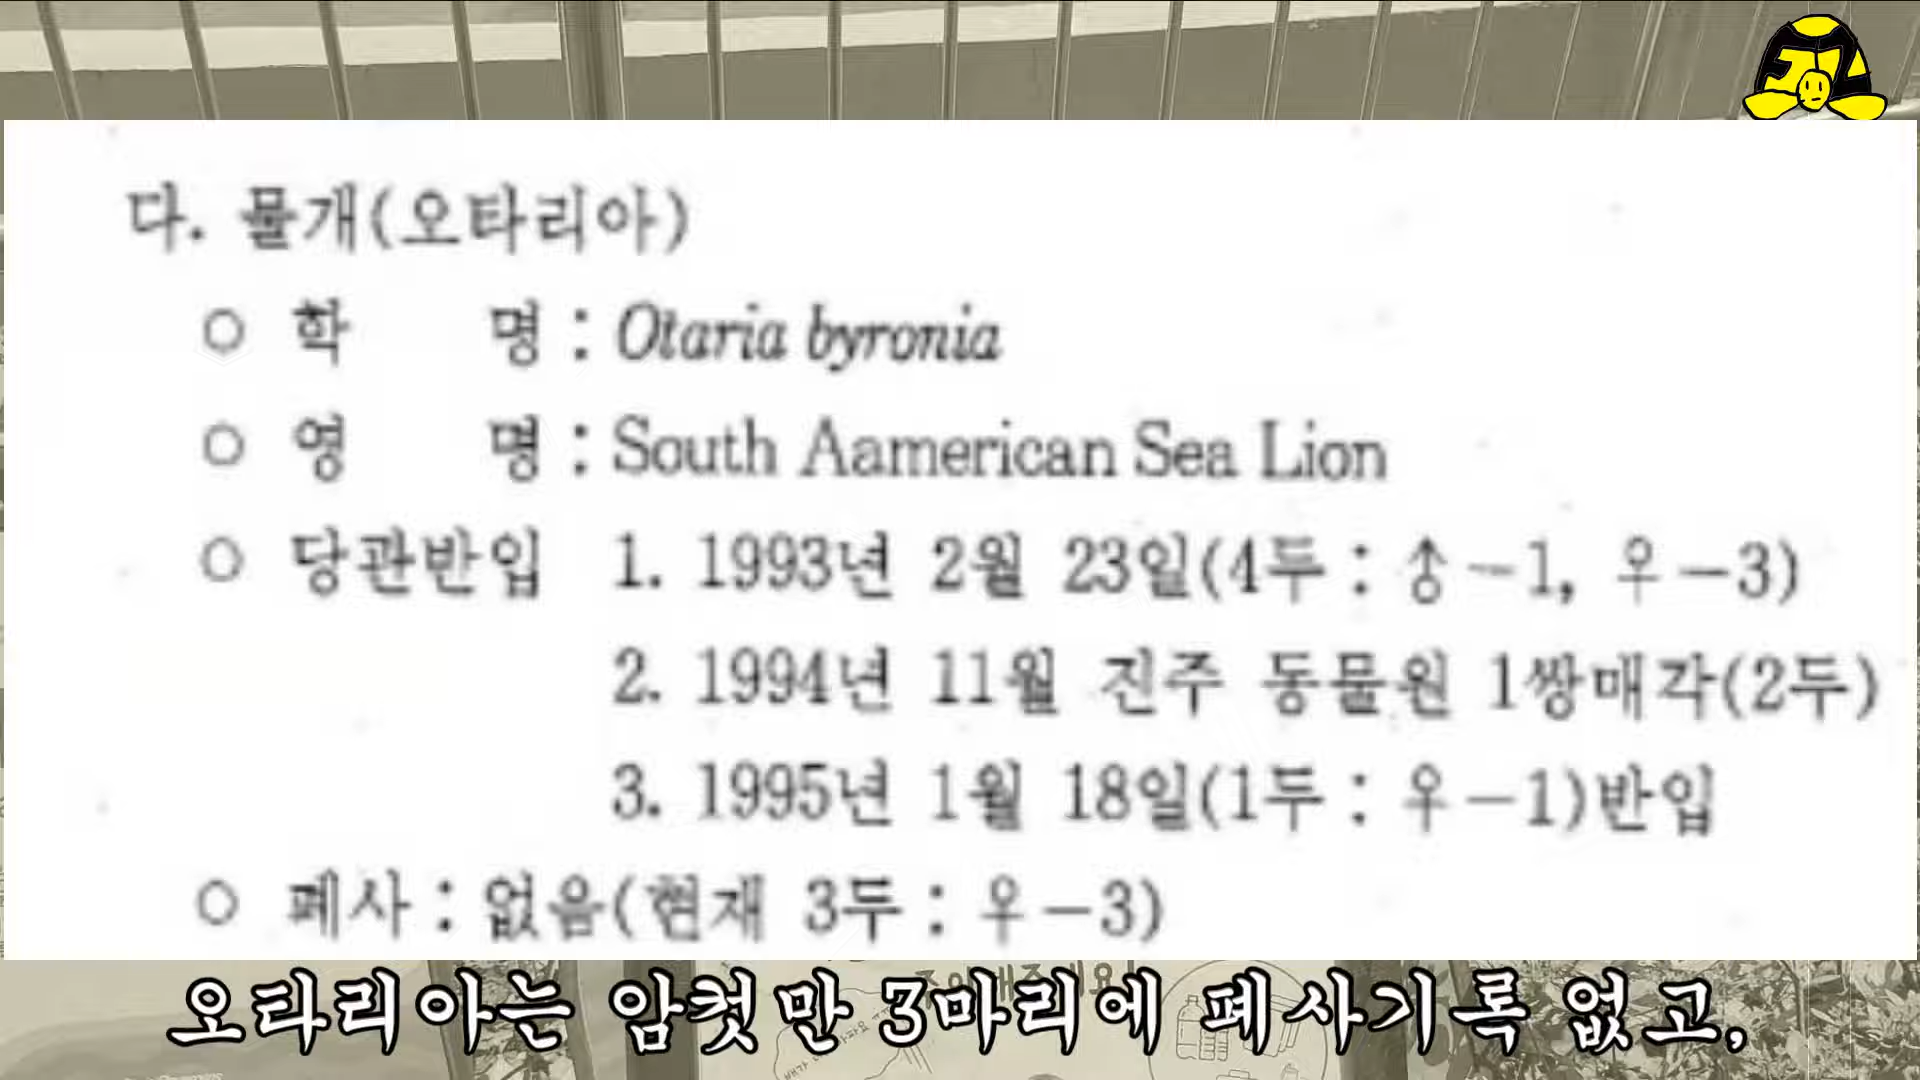 다. 물개(오타리아)
○ 학 명 : Otaria byronia
○ 영 명 : South Aamerican Sea Lion
○ 당관반입 1. 1993년 2월 23일(4두 : ♂-1, ♀-3)
2. 1994년 11월 진주 동물원 1쌍매각(2두)
3. 1995년 1월 18일(1두 : ♀-1)반입
○ 폐사 : 없음(현재 3두 : ♀-3)
오타리아는 암컷만 3마리에 폐사기록 없고,